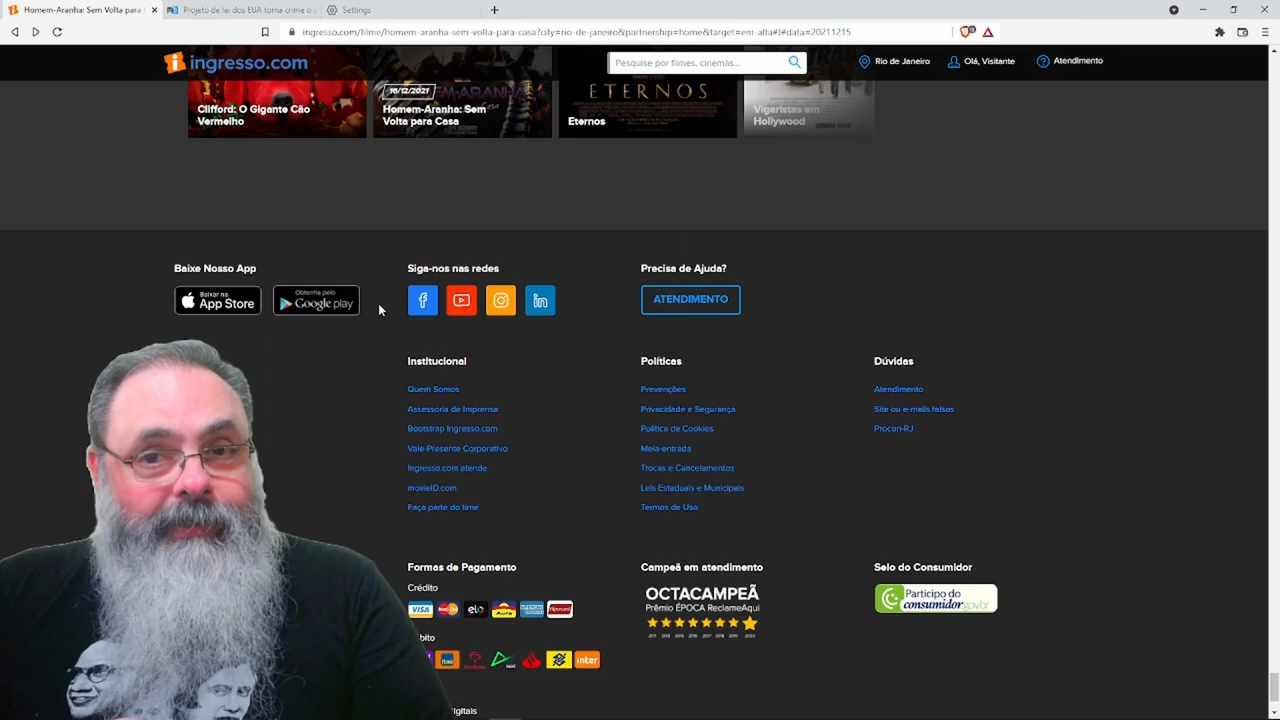 Homem-Aranha: Sem Volta para
Projeto de lei dos EUA torna crime o
Settings
ingresso.com/filme/homem-aranha-sem-volta-para-casa?city=rio-de-janeiro&partnership=home&target=em-alta#!#data=20211215
ingresso.com
Pesquise por filmes, cinemas...
Rio de Janeiro
Olá, Visitante
Atendimento
Clifford: O Gigante Cão
Vermelho
16/12/2021
Homem-Aranha: Sem
Volta para Casa
ETERNOS
Eternos
Vigaristas em
Hollywood
Baixe Nosso App
Siga-nos nas redes
Precisa de Ajuda?
Baixar na
App Store
Obtenha pelo
Google play
ATENDIMENTO
Institucional
Políticas
Dúvidas
Quem Somos
Prevenções
Atendimento
Assessoria de Imprensa
Privacidade e Segurança
Site ou e-mails falsos
Bootstrap Ingresso.com
Política de Cookies
Procon-RJ
Vale-Presente Corporativo
Meia-entrada
Ingresso.com atende
Trocas e Cancelamentos
movieID.com
Leis Estaduais e Municipais
Faça parte do time
Termos de Uso
Formas de Pagamento
Campeã em atendimento
Selo do Consumidor
Crédito
OCTACAMPEÃ
Prêmio ÉPOCA ReclameAqui
Participo do
consumidor.gov.br
VISA
elo
Aura
Hipercard
ébito
Itaú
inter
igitais